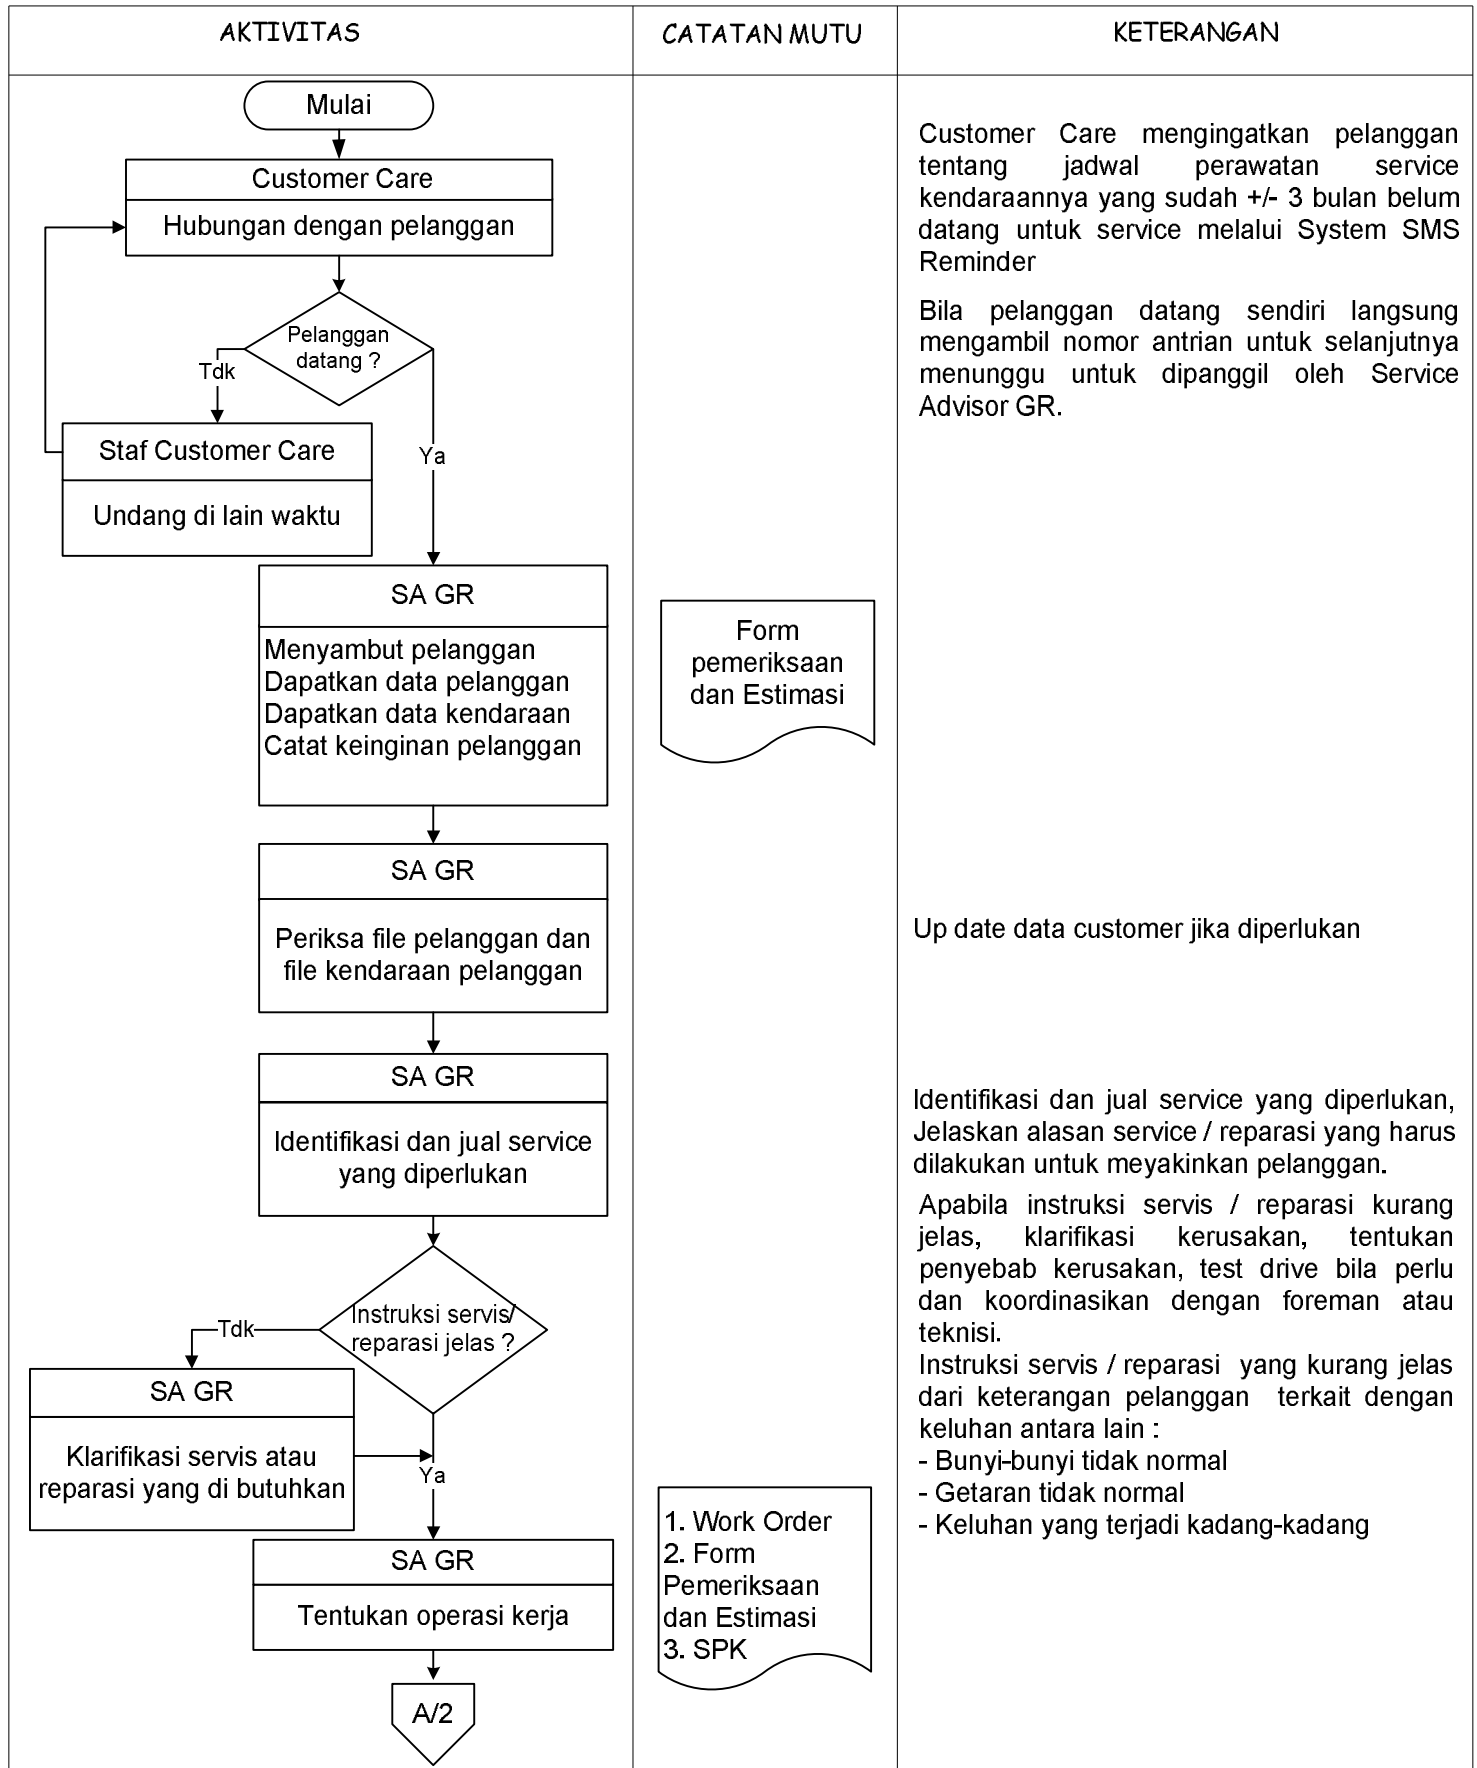 AKTIVITAS
CATATAN MUTU
KETERANGAN
Mulai
Customer Care
Hubungan dengan pelanggan
Pelanggan
datang ?
Tdk
Ya
Staf Customer Care
Undang di lain waktu
SA GR
Menyambut pelanggan
Dapatkan data pelanggan
Dapatkan data kendaraan
Catat keinginan pelanggan
SA GR
Periksa file pelanggan dan
file kendaraan pelanggan
SA GR
Identifikasi dan jual service
yang diperlukan
Instruksi servis/
reparasi jelas ?
Tdk
SA GR
Klarifikasi servis atau
reparasi yang di butuhkan
Ya
SA GR
Tentukan operasi kerja
A/2
Form
pemeriksaan
dan Estimasi
1. Work Order
2. Form
Pemeriksaan
dan Estimasi
3. SPK
Customer Care mengingatkan pelanggan
tentang jadwal perawatan service
kendaraannya yang sudah +/- 3 bulan belum
datang untuk service melalui System SMS
Reminder
Bila pelanggan datang sendiri langsung
mengambil nomor antrian untuk selanjutnya
menunggu untuk dipanggil oleh Service
Advisor GR.
Up date data customer jika diperlukan
Identifikasi dan jual service yang diperlukan,
Jelaskan alasan service / reparasi yang harus
dilakukan untuk meyakinkan pelanggan.
Apabila instruksi servis / reparasi kurang
jelas, klarifikasi kerusakan, tentukan
penyebab kerusakan, test drive bila perlu
dan koordinasikan dengan foreman atau
teknisi.
Instruksi servis / reparasi yang kurang jelas
dari keterangan pelanggan terkait dengan
keluhan antara lain :
- Bunyi-bunyi tidak normal
- Getaran tidak normal
- Keluhan yang terjadi kadang-kadang